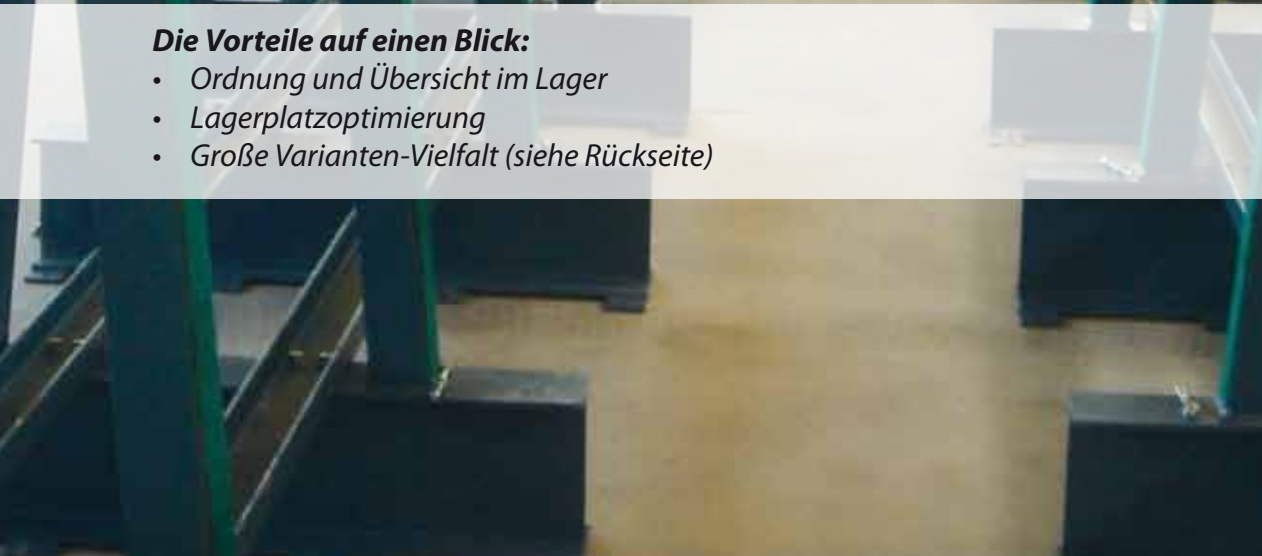 Die Vorteile auf einen Blick:
• Ordnung und Übersicht im Lager
• Lagerplatzoptimierung
• Große Varianten-Vielfalt (siehe Rückseite)